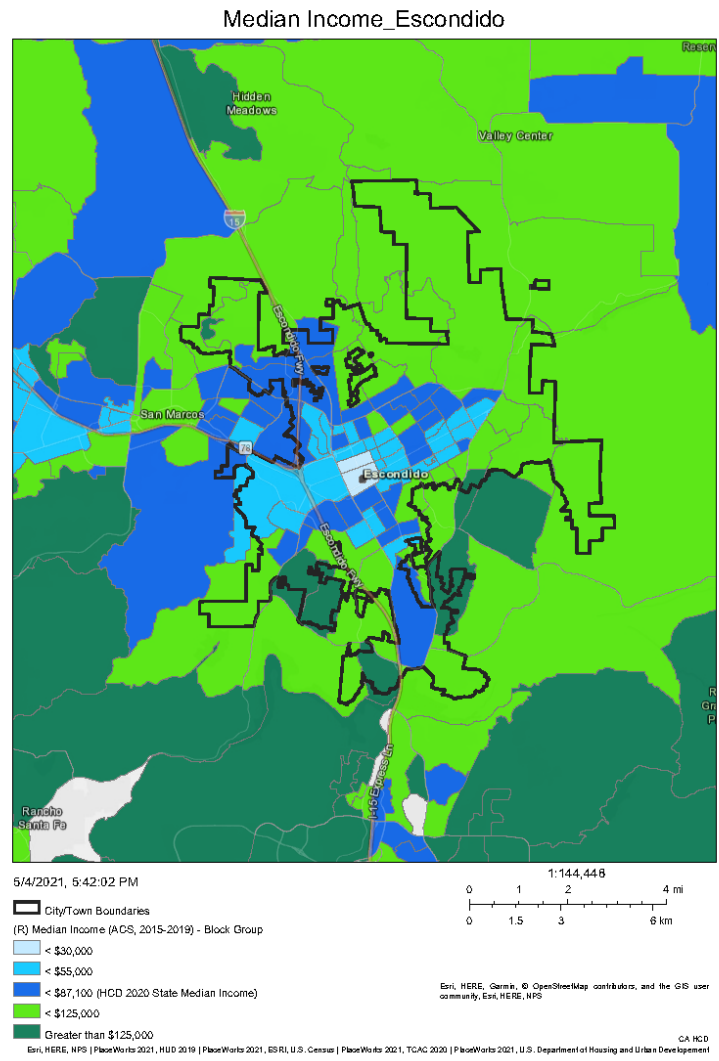 Median Income_Escondido
Reserv
Hidden
Meadows
Valley Center
15
Escondido Fwy
San Marcos
76
Escondido
Escondido Fwy
R
Gr
P
I-15 Express Ln
Rancho
Santa Fe
5/4/2021, 5:42:02 PM
1:144,448
0 1 2 4 mi
0 1.5 3 6 km
City/Town Boundaries
(R) Median Income (ACS, 2015-2019) - Block Group
< $30,000
< $55,000
< $87,100 (HCD 2020 State Median Income)
< $125,000
Greater than $125,000
Esri, HERE, Garmin, © OpenStreetMap contributors, and the GIS user
community, Esri, HERE, NPS
CA HCD
Esri, HERE, NPS | PlaceWorks 2021, HUD 2019 | PlaceWorks 2021, ESRI, U.S. Census | PlaceWorks 2021, TCAC 2020 | PlaceWorks 2021, U.S. Department of Housing and Urban Developement